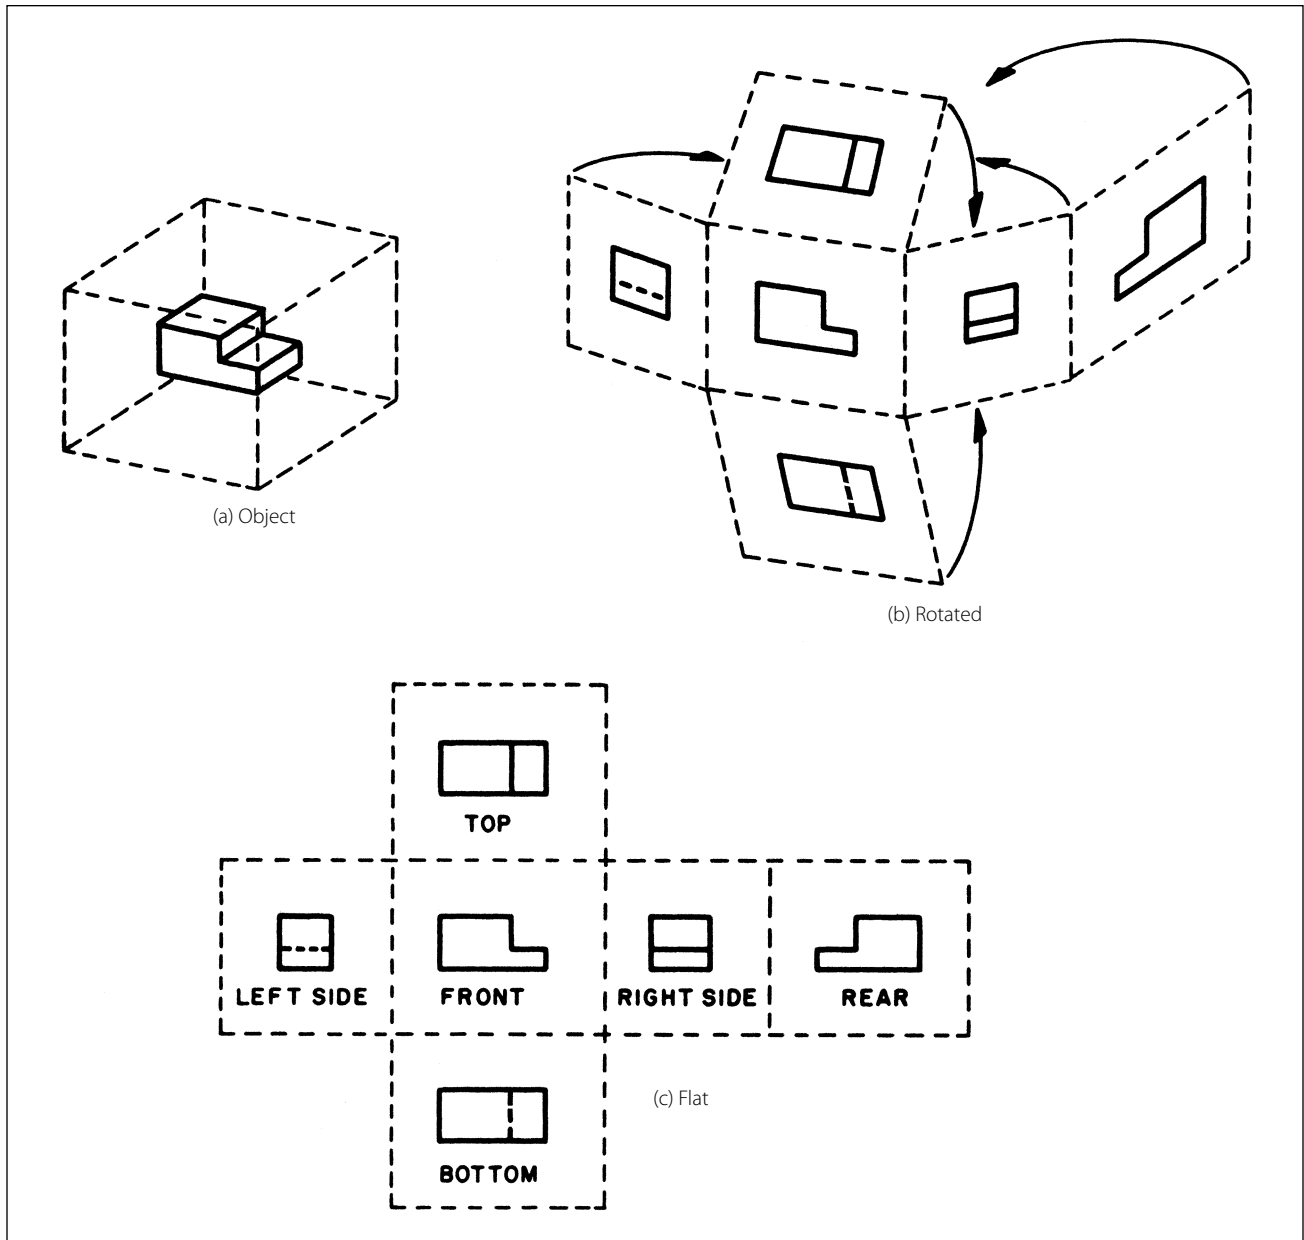 (a) Object
(b) Rotated
TOP
LEFT SIDE
FRONT
RIGHT SIDE
REAR
(c) Flat
BOTTOM